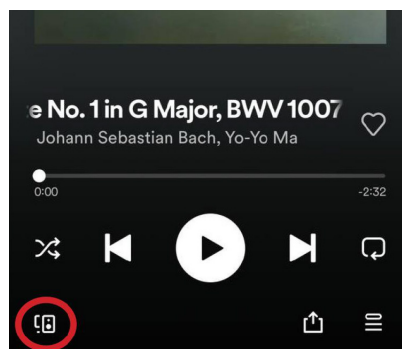 e No. 1 in G Major, BWV 1007
Johann Sebastian Bach, Yo-Yo Ma
0:00
-2:32